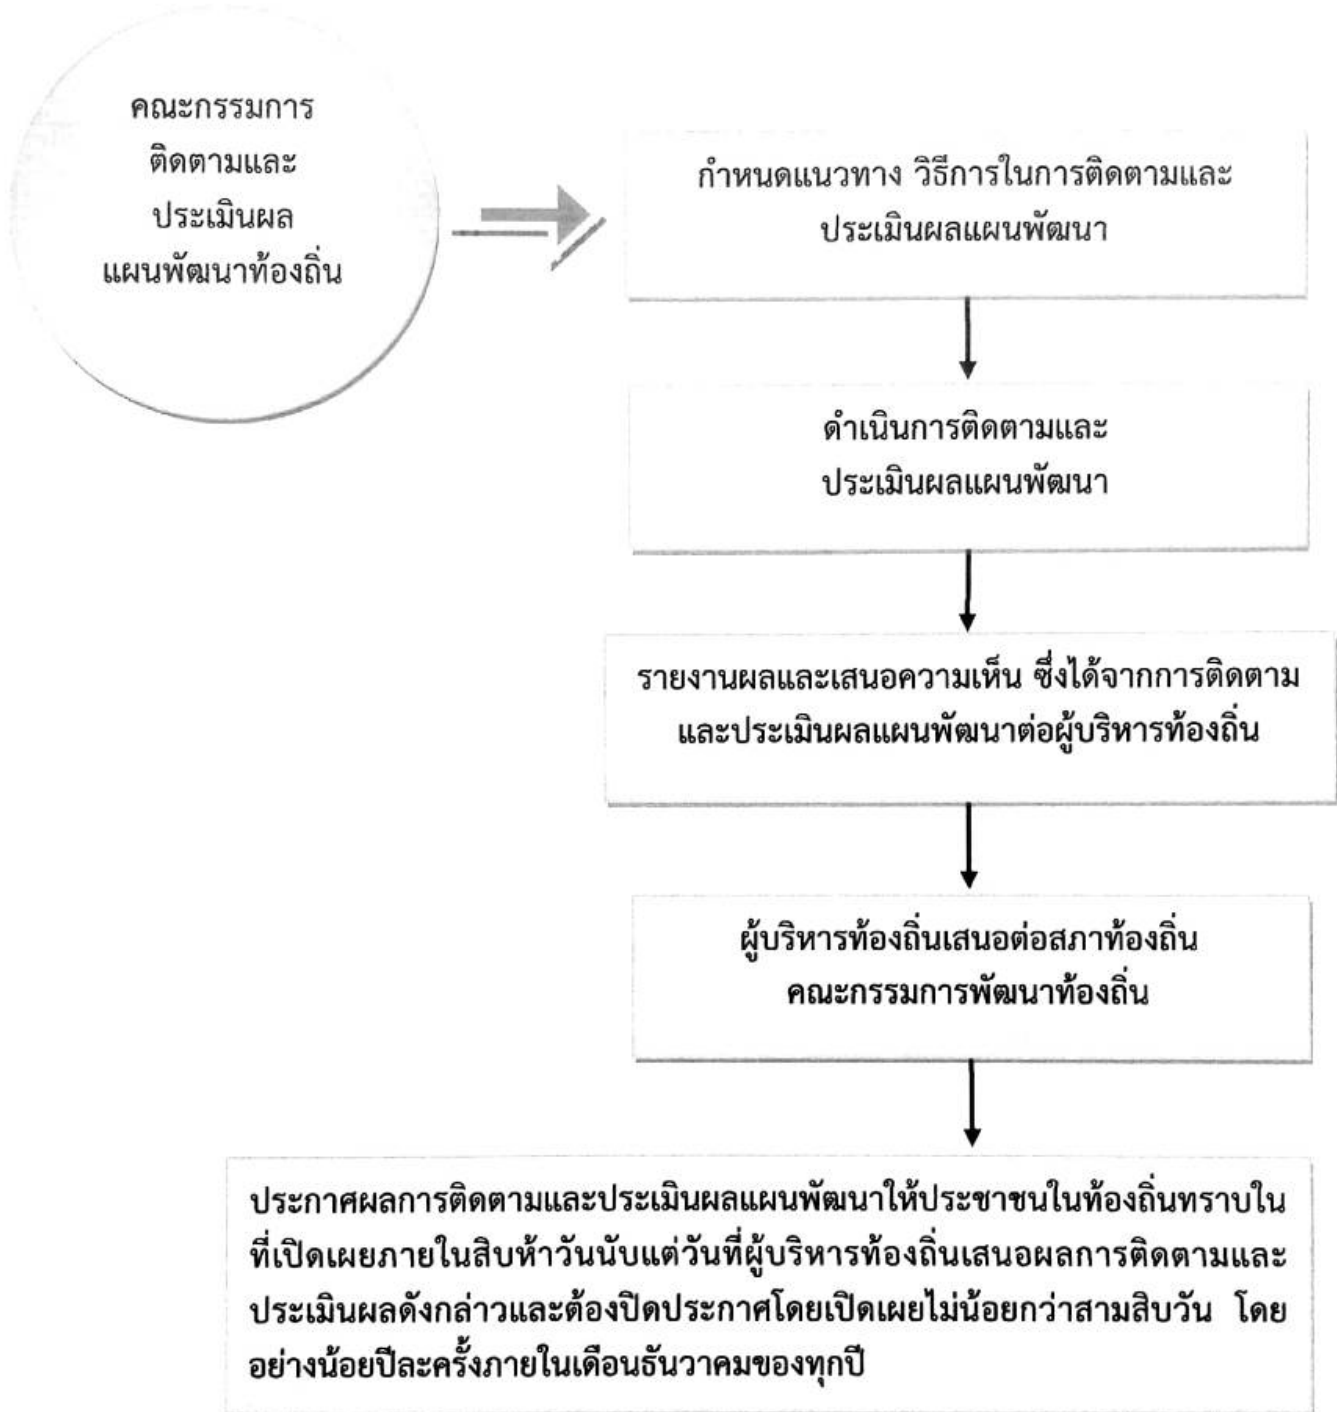 คณะกรรมการ
ติดตามและ
ประเมินผล
แผนพัฒนาท้องถิ่น
กำหนดแนวทาง วิธีการในการติดตามและ
ประเมินผลแผนพัฒนา
ดำเนินการติดตามและ
ประเมินผลแผนพัฒนา
รายงานผลและเสนอความเห็น ซึ่งได้จากการติดตาม
และประเมินผลแผนพัฒนาต่อผู้บริหารท้องถิ่น
ผู้บริหารท้องถิ่นเสนอต่อสภาท้องถิ่น
คณะกรรมการพัฒนาท้องถิ่น
ประกาศผลการติดตามและประเมินผลแผนพัฒนาให้ประชาชนในท้องถิ่นทราบใน
ที่เปิดเผยภายในสิบห้าวันนับแต่วันที่ผู้บริหารท้องถิ่นเสนอผลการติดตามและ
ประเมินผลดังกล่าวและต้องปิดประกาศโดยเปิดเผยไม่น้อยกว่าสามสิบวัน โดย
อย่างน้อยปีละครั้งภายในเดือนธันวาคมของทุกปี